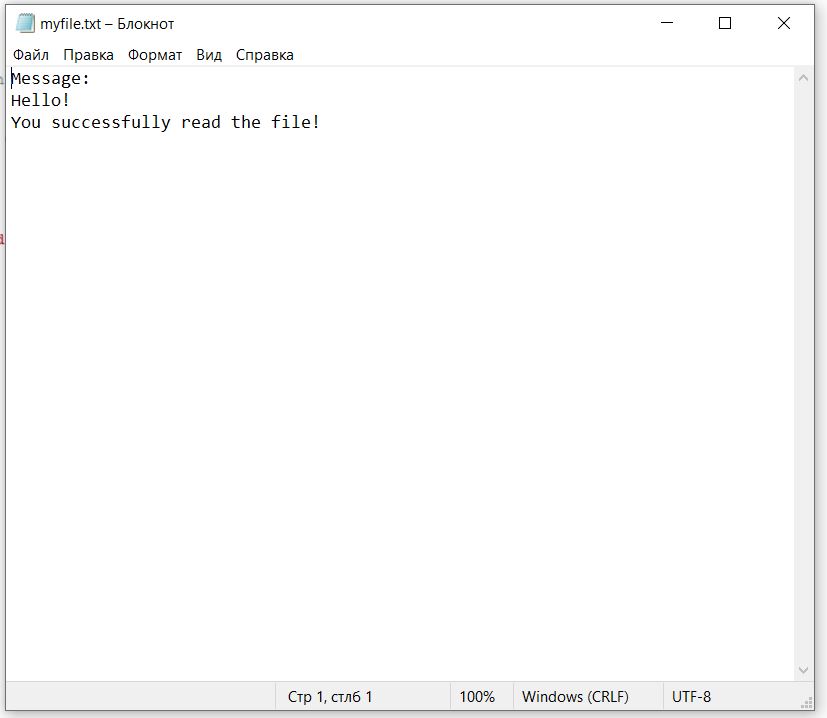 myfile.txt – Блокнот
Файл Правка Формат Вид Справка
Message:
Hello!
You successfully read the file!
Стр 1, стлб 1 100% Windows (CRLF) UTF-8